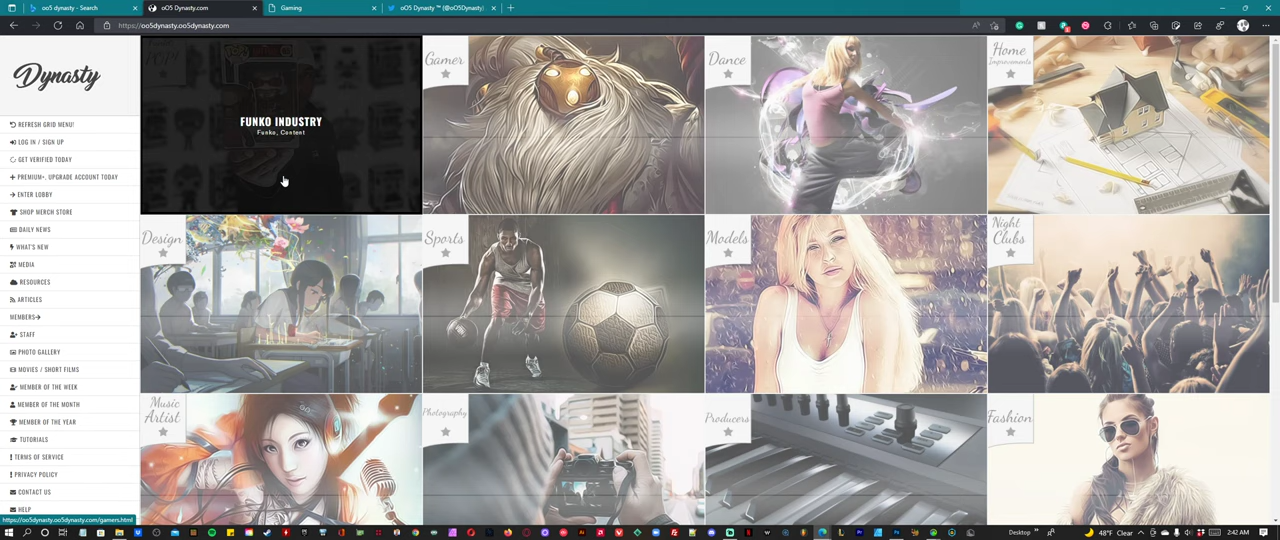 oo5 dynasty - Search
oO5 Dynasty.com
Gaming
oO5 Dynasty ™ (@oO5Dynasty)
https://oo5dynasty.oo5dynasty.com
Dynasty
REFRESH GRID MENU!
LOG IN / SIGN UP
GET VERIFIED TODAY
PREMIUM+, UPGRADE ACCOUNT TODAY
ENTER LOBBY
SHOP MERCH STORE
DAILY NEWS
WHAT'S NEW
MEDIA
RESOURCES
ARTICLES
MEMBERS
STAFF
PHOTO GALLERY
MOVIES / SHORT FILMS
MEMBER OF THE WEEK
MEMBER OF THE MONTH
MEMBER OF THE YEAR
TUTORIALS
TERMS OF SERVICE
PRIVACY POLICY
CONTACT US
HELP
FUNKO INDUSTRY
Funko, Content
Gamer
Dance
Home
Improvements
Design
Sports
Models
Night
Clubs
Music
Artist
Photography
Producers
Fashion
https://oo5dynasty.oo5dynasty.com/gamers.html
Desktop
48°F Clear
2:42 AM